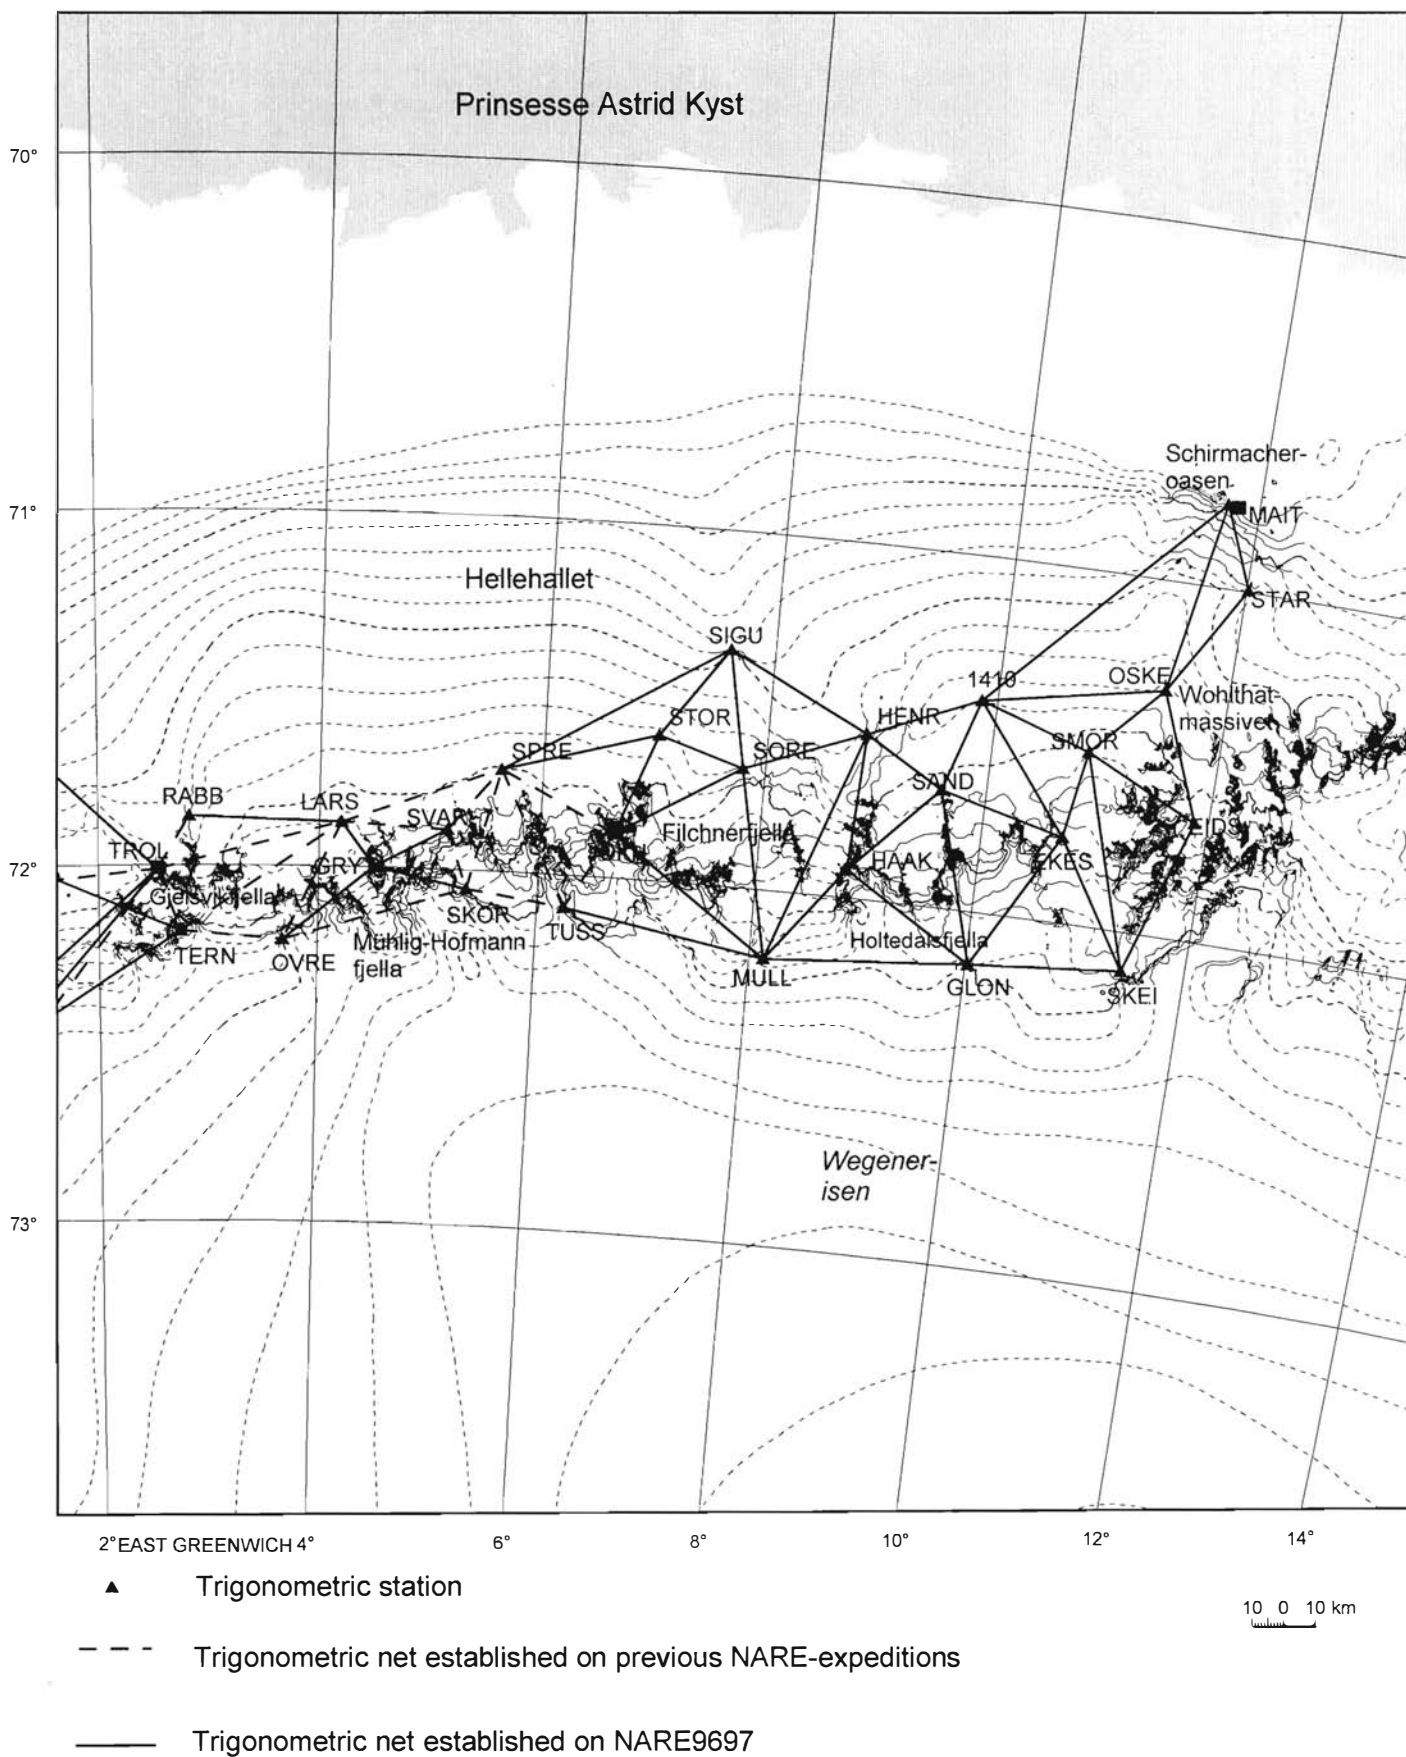 Prinsesse Astrid Kyst
70°
Schirmacher-
oasen
71°
MAIT
Hellehallet
STAR
SIGU
1410
OSKE
Wohlthat-
massivet
STOR
HENR
SMOR
SPRE
SORE
SAND
RABB
LARS
SVAR
EIDS
Filchnerfjella
TROL
72°
GRY
HAAK
EKES
Gjelsvikfjella
SKOR
TUSS
Mühlig-Hofmann
fjella
Holtedalsfjella
TERN
OVRE
MULL
GLON
SKEI
Wegener-
isen
73°
2° EAST GREENWICH 4° 6° 8° 10° 12° 14°
Trigonometric station
10 0 10 km
Trigonometric net established on previous NARE-expeditions
Trigonometric net established on NARE9697